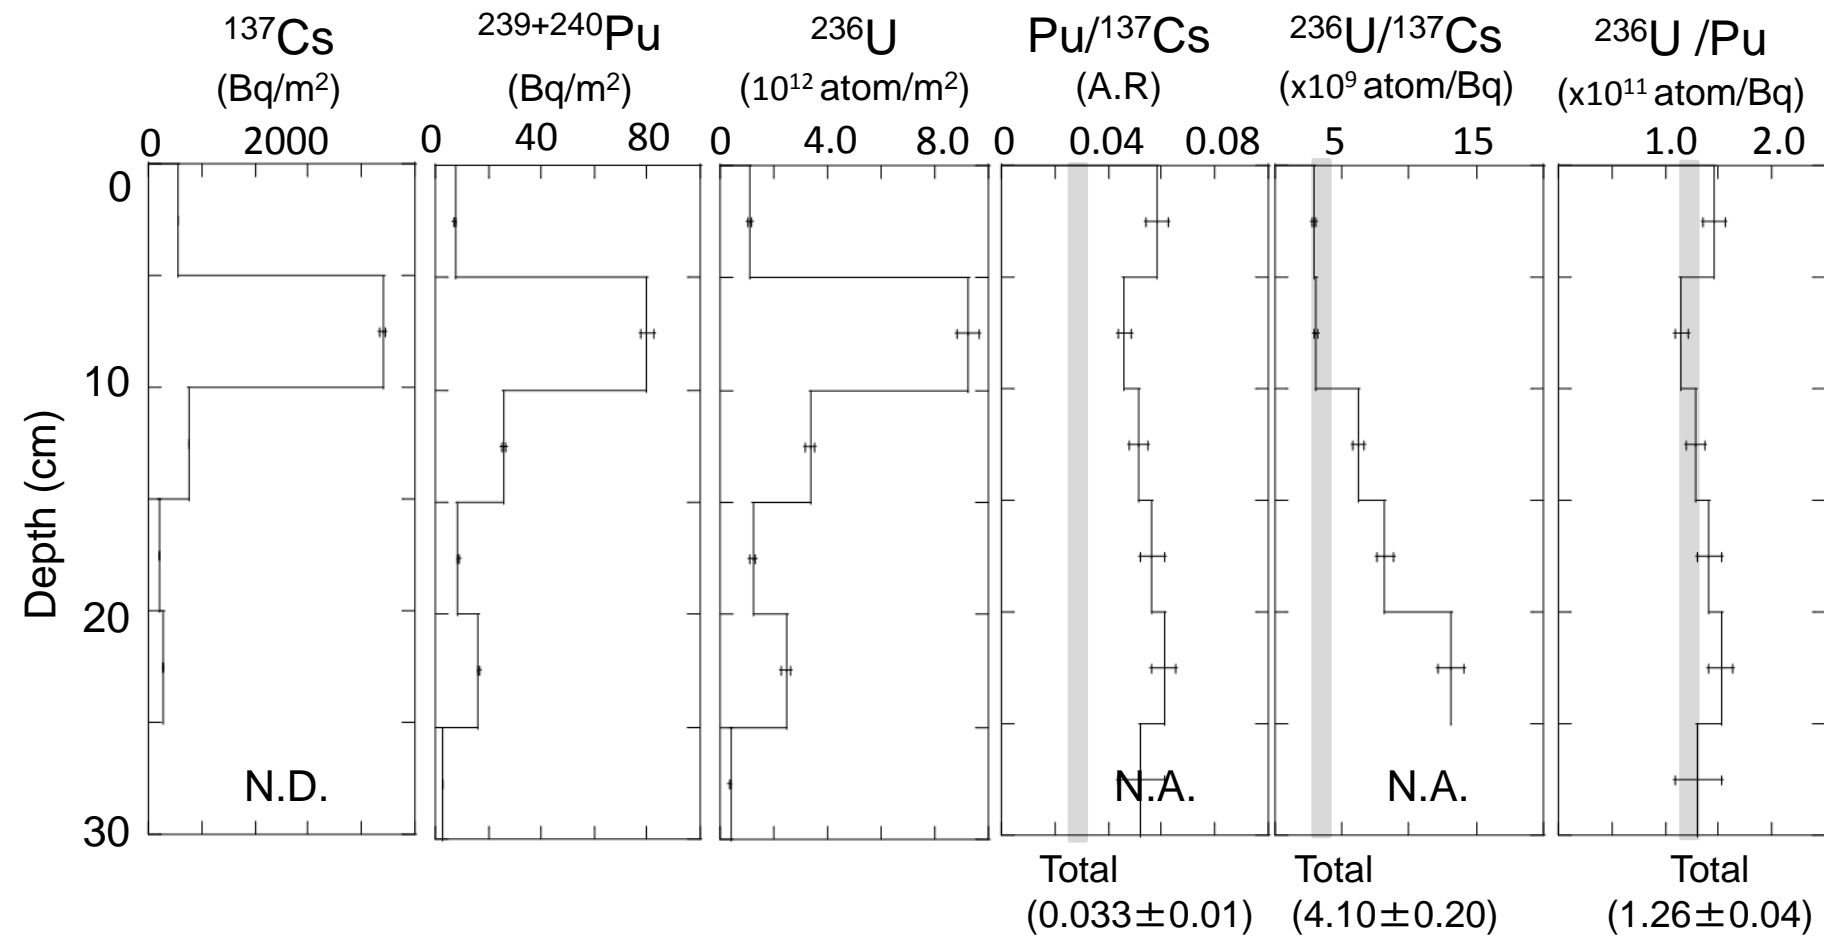 ¹³⁷Cs ²³⁹⁺²⁴⁰Pu ²³⁶U Pu/¹³⁷Cs ²³⁶U/¹³⁷Cs ²³⁶U /Pu
(Bq/m²) (Bq/m²) (10¹² atom/m²) (A.R) (x10⁹ atom/Bq) (x10¹¹ atom/Bq)
0 2000 0 40 80 0 4.0 8.0 0 0.04 0.08 5 15 1.0 2.0
0
10
Depth (cm)
20
N.D. N.A. N.A.
30
Total Total Total
(0.033±0.01) (4.10±0.20) (1.26±0.04)